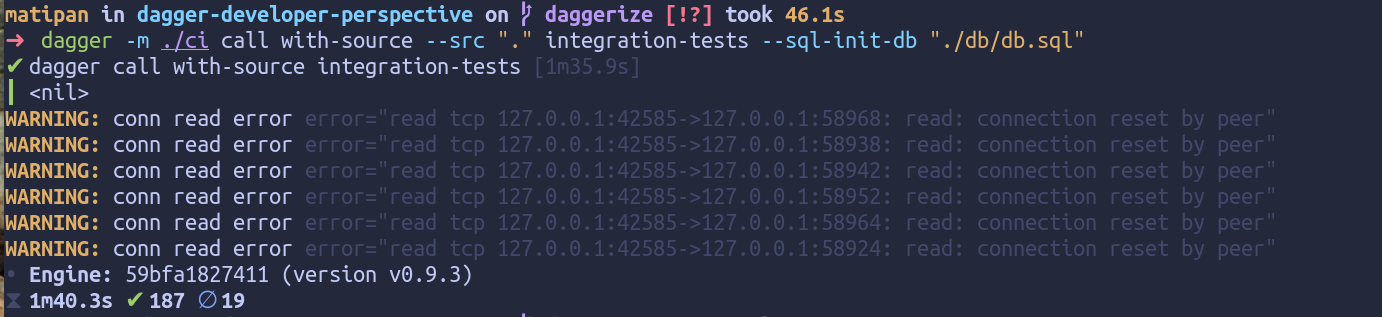 matipan in dagger-developer-perspective on daggerize [!?] took 46.1s
→ dagger -m ./ci call with-source --src "." integration-tests --sql-init-db "./db/db.sql"
✔ dagger call with-source integration-tests [1m35.9s]
┃ <nil>
WARNING: conn read error error="read tcp 127.0.0.1:42585->127.0.0.1:58968: read: connection reset by peer"
WARNING: conn read error error="read tcp 127.0.0.1:42585->127.0.0.1:58938: read: connection reset by peer"
WARNING: conn read error error="read tcp 127.0.0.1:42585->127.0.0.1:58942: read: connection reset by peer"
WARNING: conn read error error="read tcp 127.0.0.1:42585->127.0.0.1:58952: read: connection reset by peer"
WARNING: conn read error error="read tcp 127.0.0.1:42585->127.0.0.1:58964: read: connection reset by peer"
WARNING: conn read error error="read tcp 127.0.0.1:42585->127.0.0.1:58924: read: connection reset by peer"
• Engine: 59bfa1827411 (version v0.9.3)
⧗ 1m40.3s ✔ 187 ∅ 19